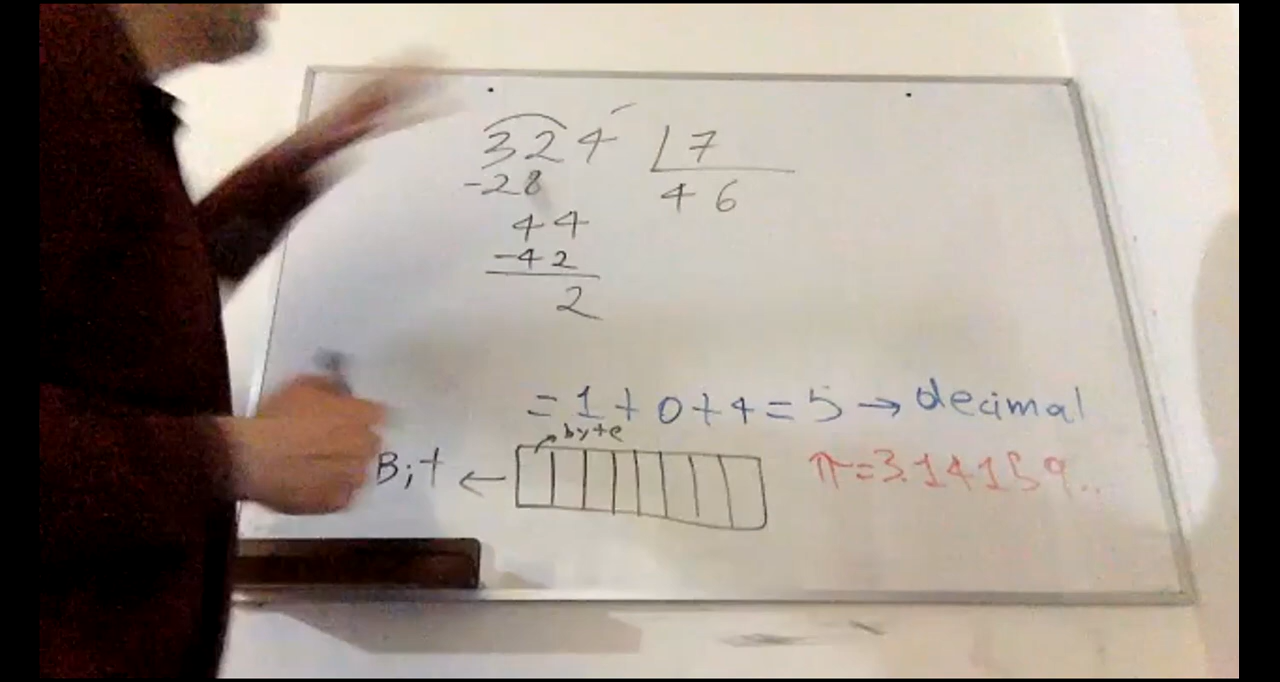 324 7
-28 46
44
-42
2
= 1 + 0 + 4 = 5 → decimal
byte
Bit ← π=3.14159..